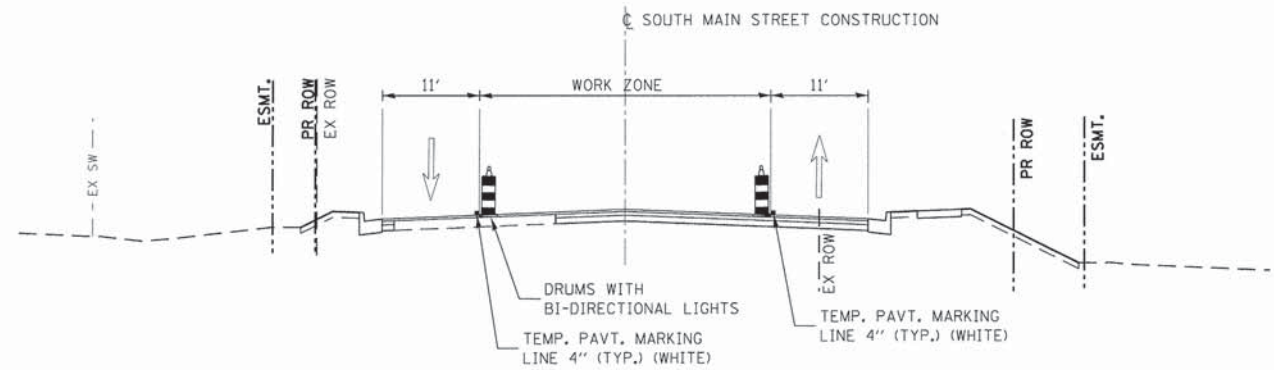 ℄ SOUTH MAIN STREET CONSTRUCTION
11'
WORK ZONE
11'
ESMT.
PR ROW
EX ROW
EX SW
PR ROW
ESMT.
EX ROW
DRUMS WITH
BI-DIRECTIONAL LIGHTS
TEMP. PAVT. MARKING
LINE 4" (TYP.) (WHITE)
TEMP. PAVT. MARKING
LINE 4" (TYP.) (WHITE)